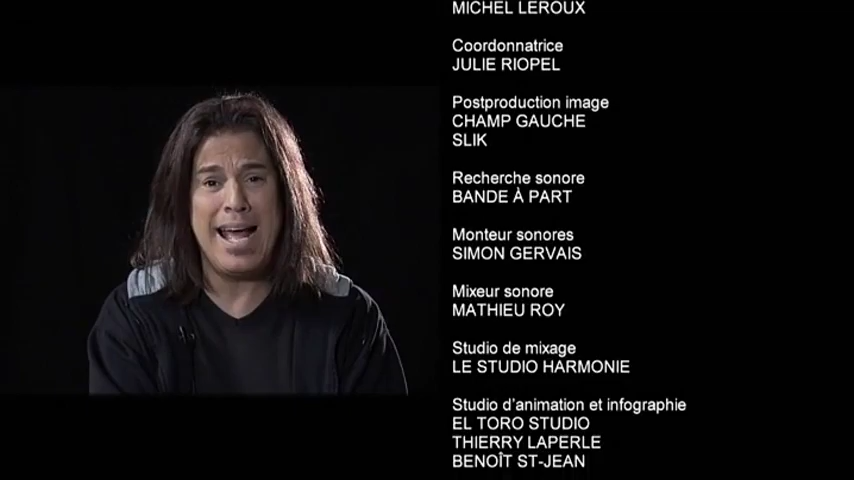 MICHEL LEROUX
Coordonnatrice
JULIE RIOPEL
Postproduction image
CHAMP GAUCHE
SLIK
Recherche sonore
BANDE À PART
Monteur sonores
SIMON GERVAIS
Mixeur sonore
MATHIEU ROY
Studio de mixage
LE STUDIO HARMONIE
Studio d'animation et infographie
EL TORO STUDIO
THIERRY LAPERLE
BENOÎT ST-JEAN